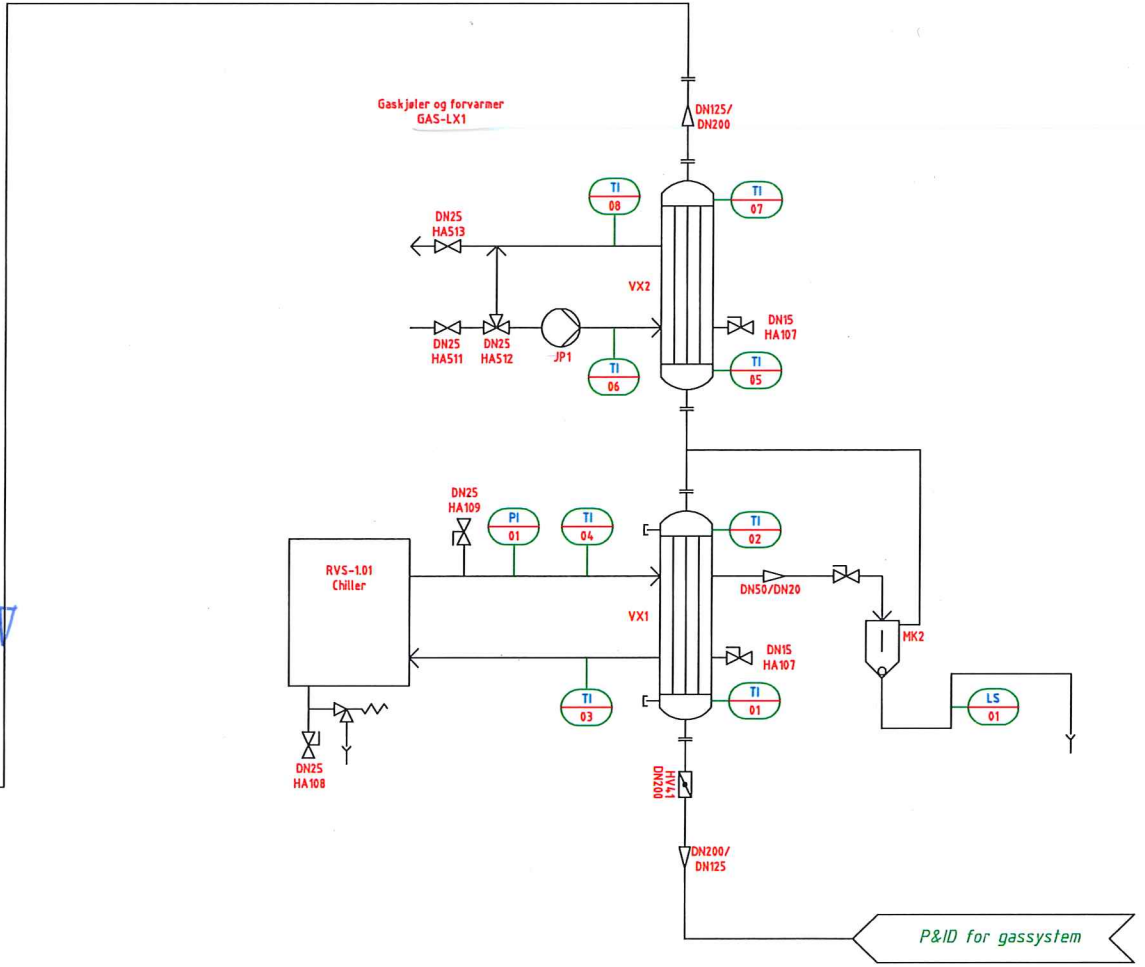 Gaskjøler og forvarmer
GAS-LX1
DN125/
DN200
TI
08
TI
07
DN25
HA513
VX2
DN15
HA107
DN25
HA511
DN25
HA512
JP1
TI
06
TI
05
DN25
HA109
PI
01
TI
04
TI
02
RVS-1.01
Chiller
DN50/DN20
VX1
MK2
DN15
HA107
TI
03
TI
01
LS
01
DN25
HA108
HV41
DN200
DN200/
DN125
P&ID for gassystem